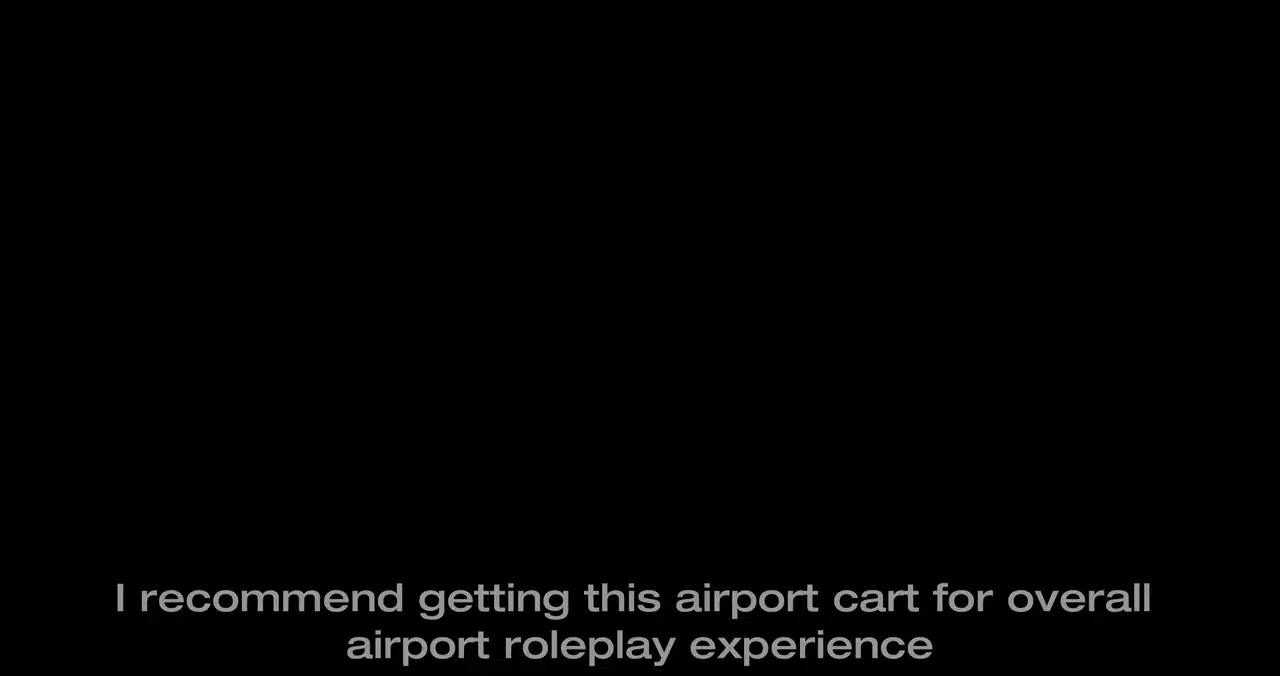 I recommend getting this airport cart for overall
airport roleplay experience